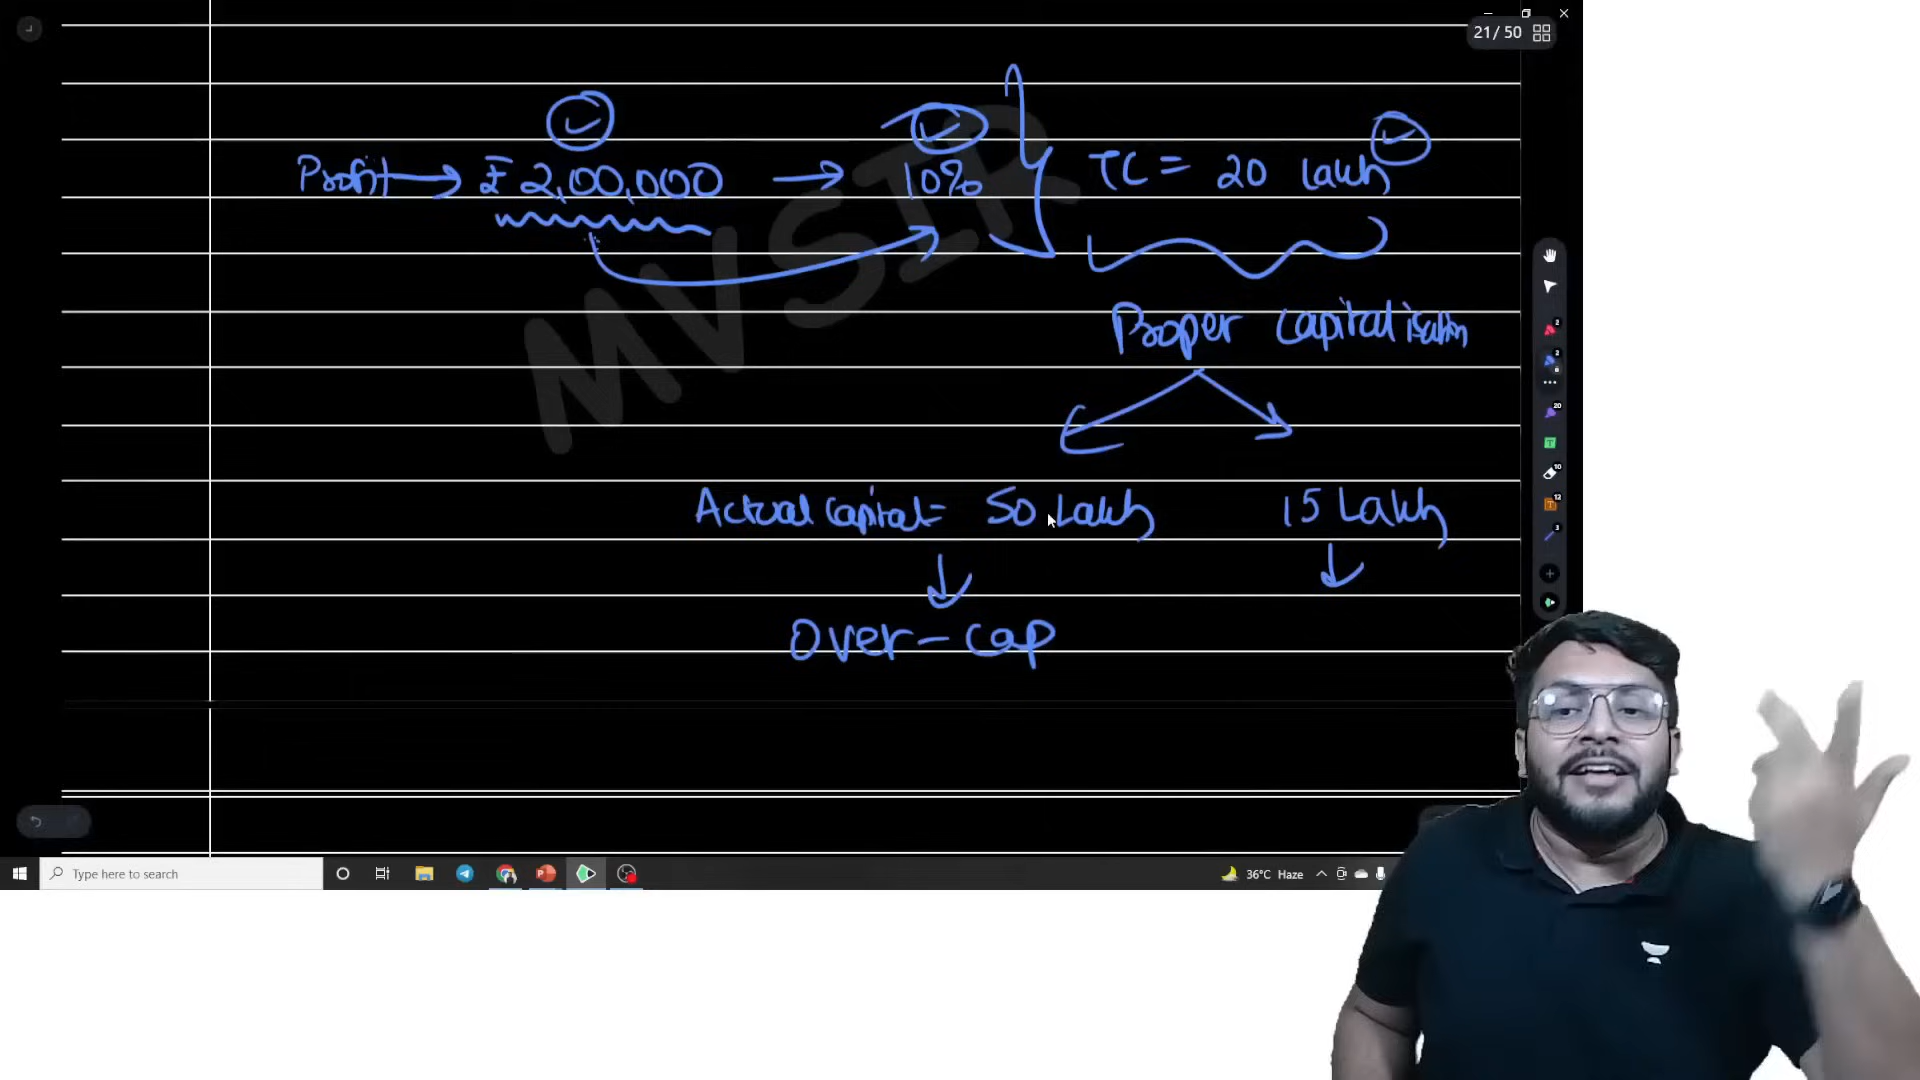 21/ 50
Profit → ₹ 2,00,000 → 10% TC = 20 Lakh
MVSIR
Proper capitalisation
Actual capital = 50 Lakh 15 Lakh
Over - cap
Type here to search
36°C Haze